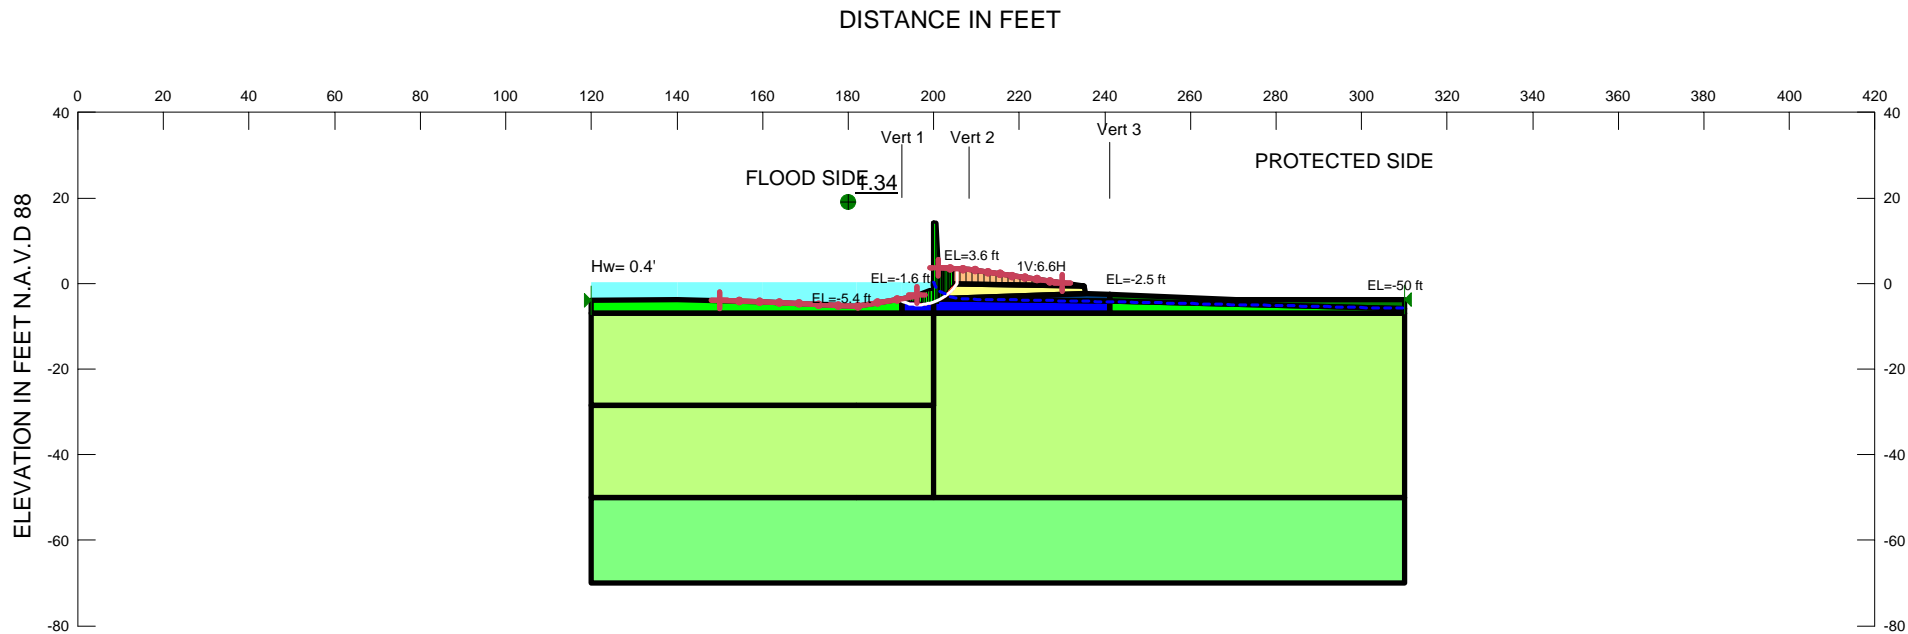 DISTANCE IN FEET
0 20 40 60 80 100 120 140 160 180 200 220 240 260 280 300 320 340 360 380 400 420
40 40
Vert 1 Vert 2 Vert 3
PROTECTED SIDE
FLOOD SIDE 1.34
20 20
EL=3.6 ft
Hw= 0.4' 1V:6.6H
EL=-1.6 ft EL=-2.5 ft
0 EL=-50 ft 0
EL=-5.4 ft
-20 -20
-40 -40
-60 -60
-80 -80
ELEVATION IN FEET N.A.V.D 88